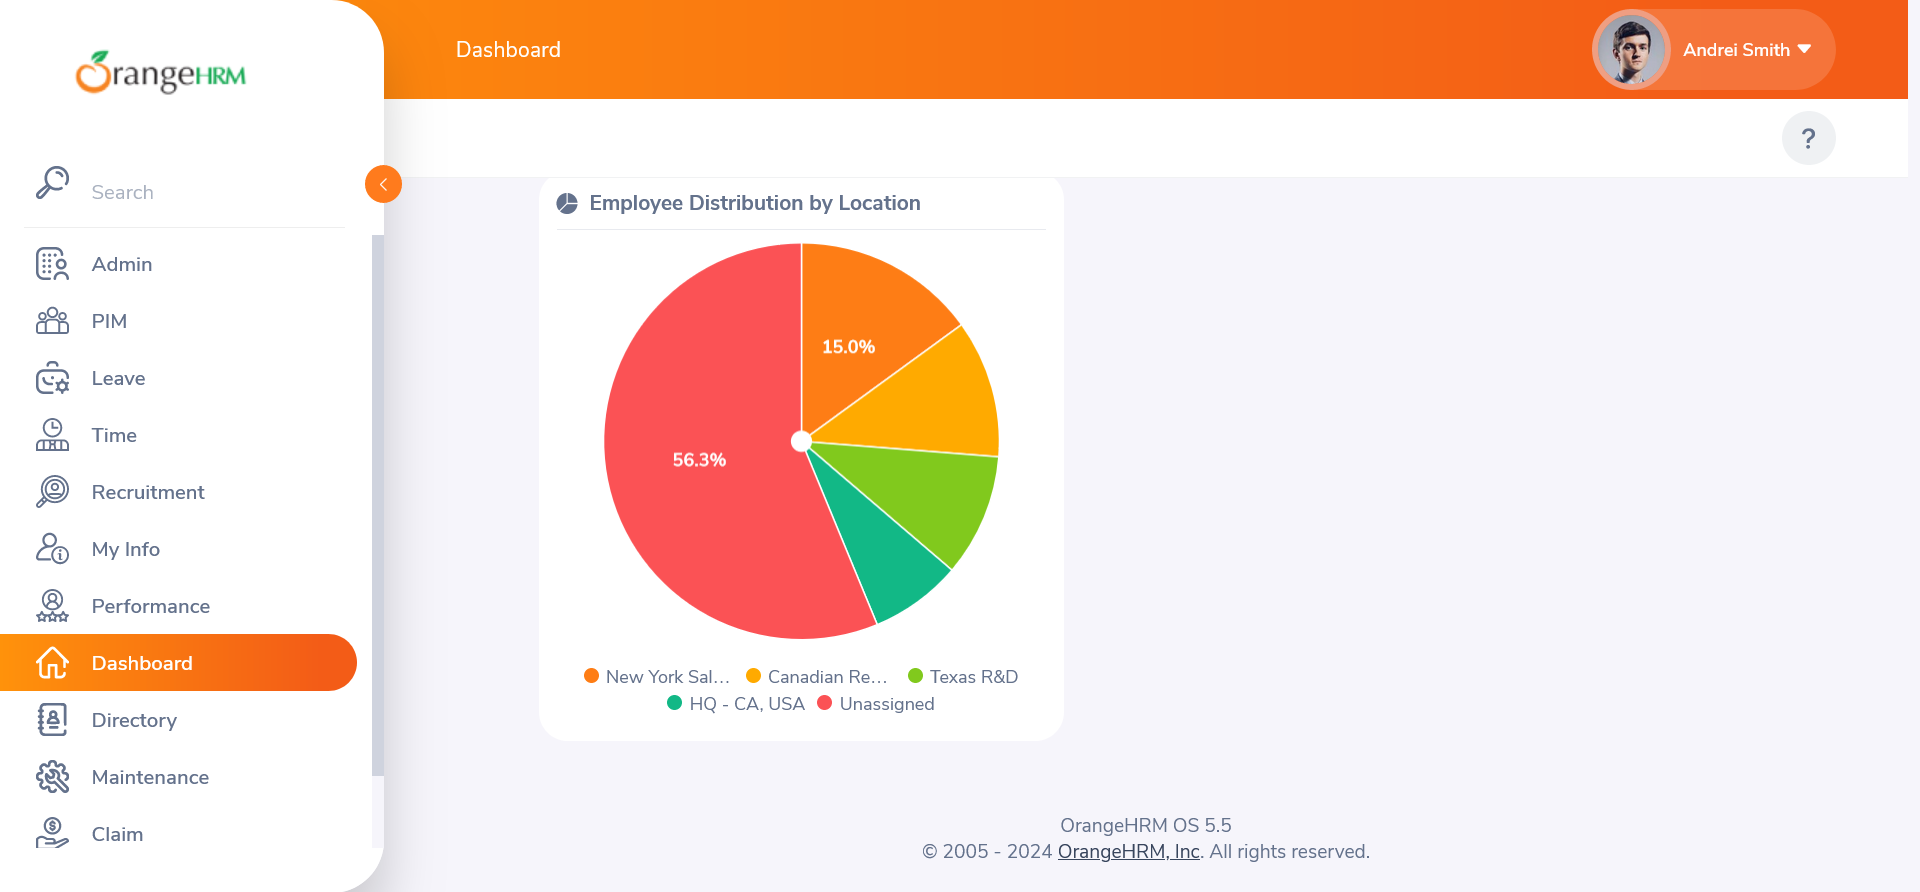 OrangeHRM
Dashboard
Andrei Smith
?
Search
Admin
PIM
Leave
Time
Recruitment
My Info
Performance
Dashboard
Directory
Maintenance
Claim
Employee Distribution by Location
15.0%
56.3%
New York Sal... Canadian Re... Texas R&D
HQ - CA, USA Unassigned
OrangeHRM OS 5.5
© 2005 - 2024 OrangeHRM, Inc. All rights reserved.